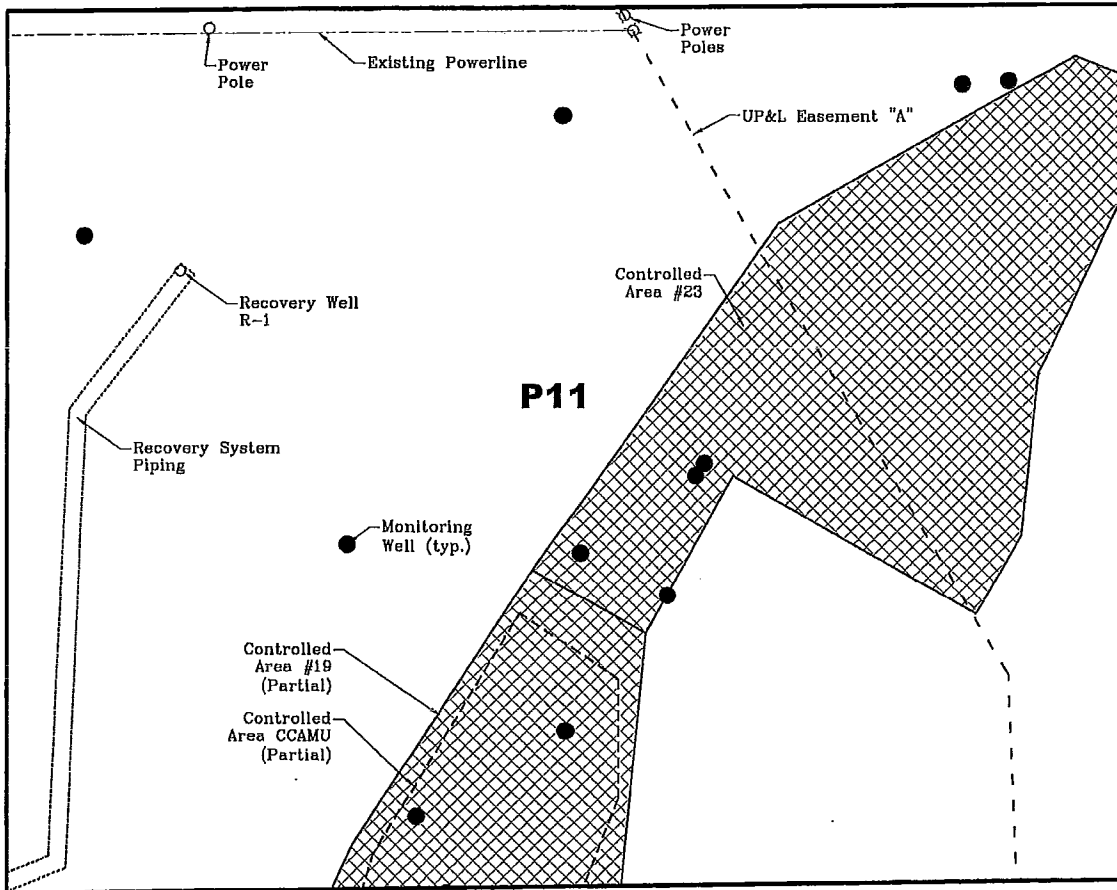 Power
Pole
Existing Powerline
Power
Poles
UP&L Easement "A"
Recovery Well
R-1
Controlled
Area #23
P11
Recovery System
Piping
Monitoring
Well (typ.)
Controlled
Area #19
(Partial)
Controlled
Area CCAMU
(Partial)